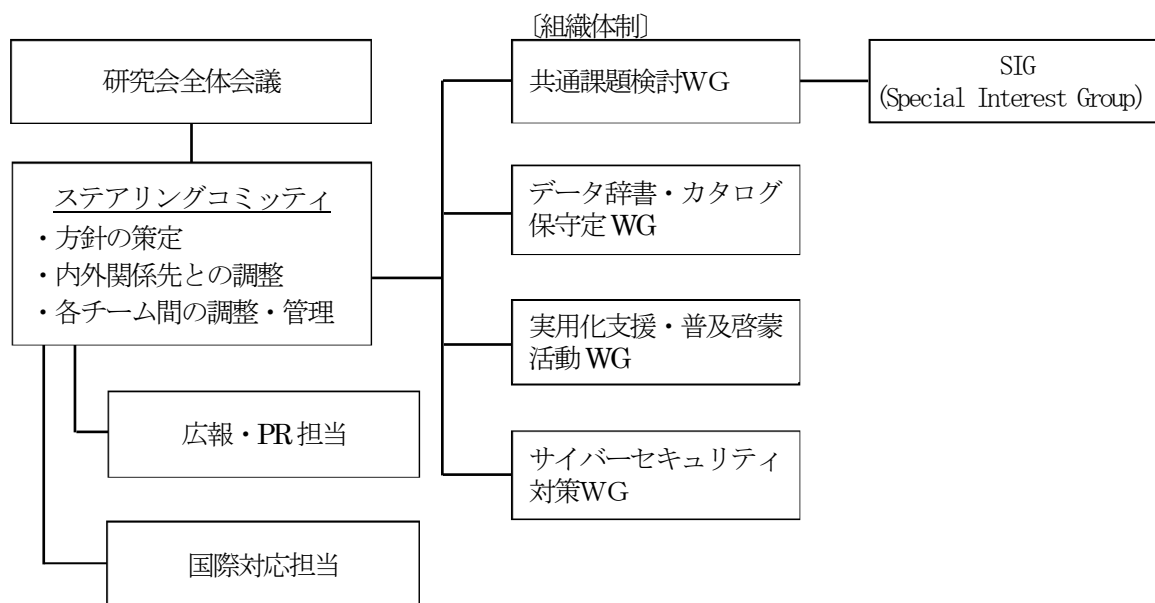 〔組織体制〕
研究会全体会議
ステアリングコミッティ
・方針の策定
・内外関係先との調整
・各チーム間の調整・管理
広報・PR担当
国際対応担当
共通課題検討ＷＧ
SIG
(Special Interest Group)
データ辞書・カタログ
保守定 WG
実用化支援・普及啓蒙
活動 WG
サイバーセキュリティ
対策ＷＧ